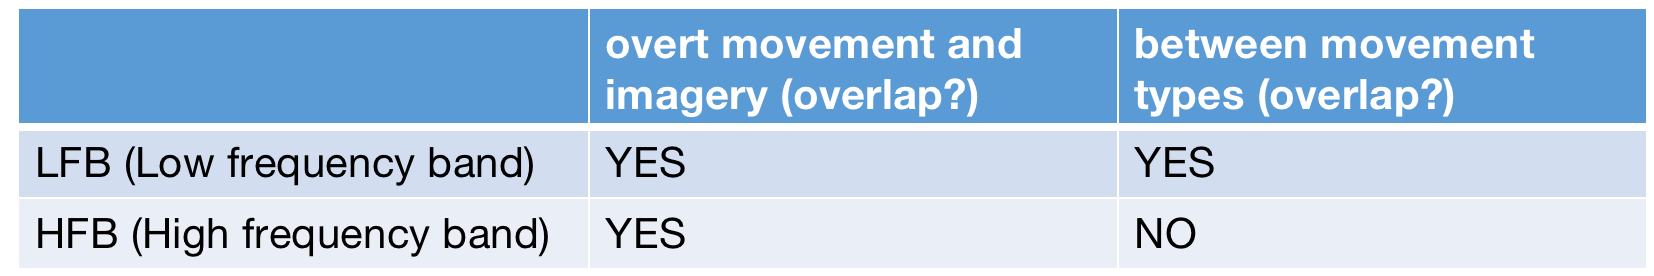 overt movement and
imagery (overlap?)
between movement
types (overlap?)
LFB (Low frequency band) YES YES
HFB (High frequency band) YES NO